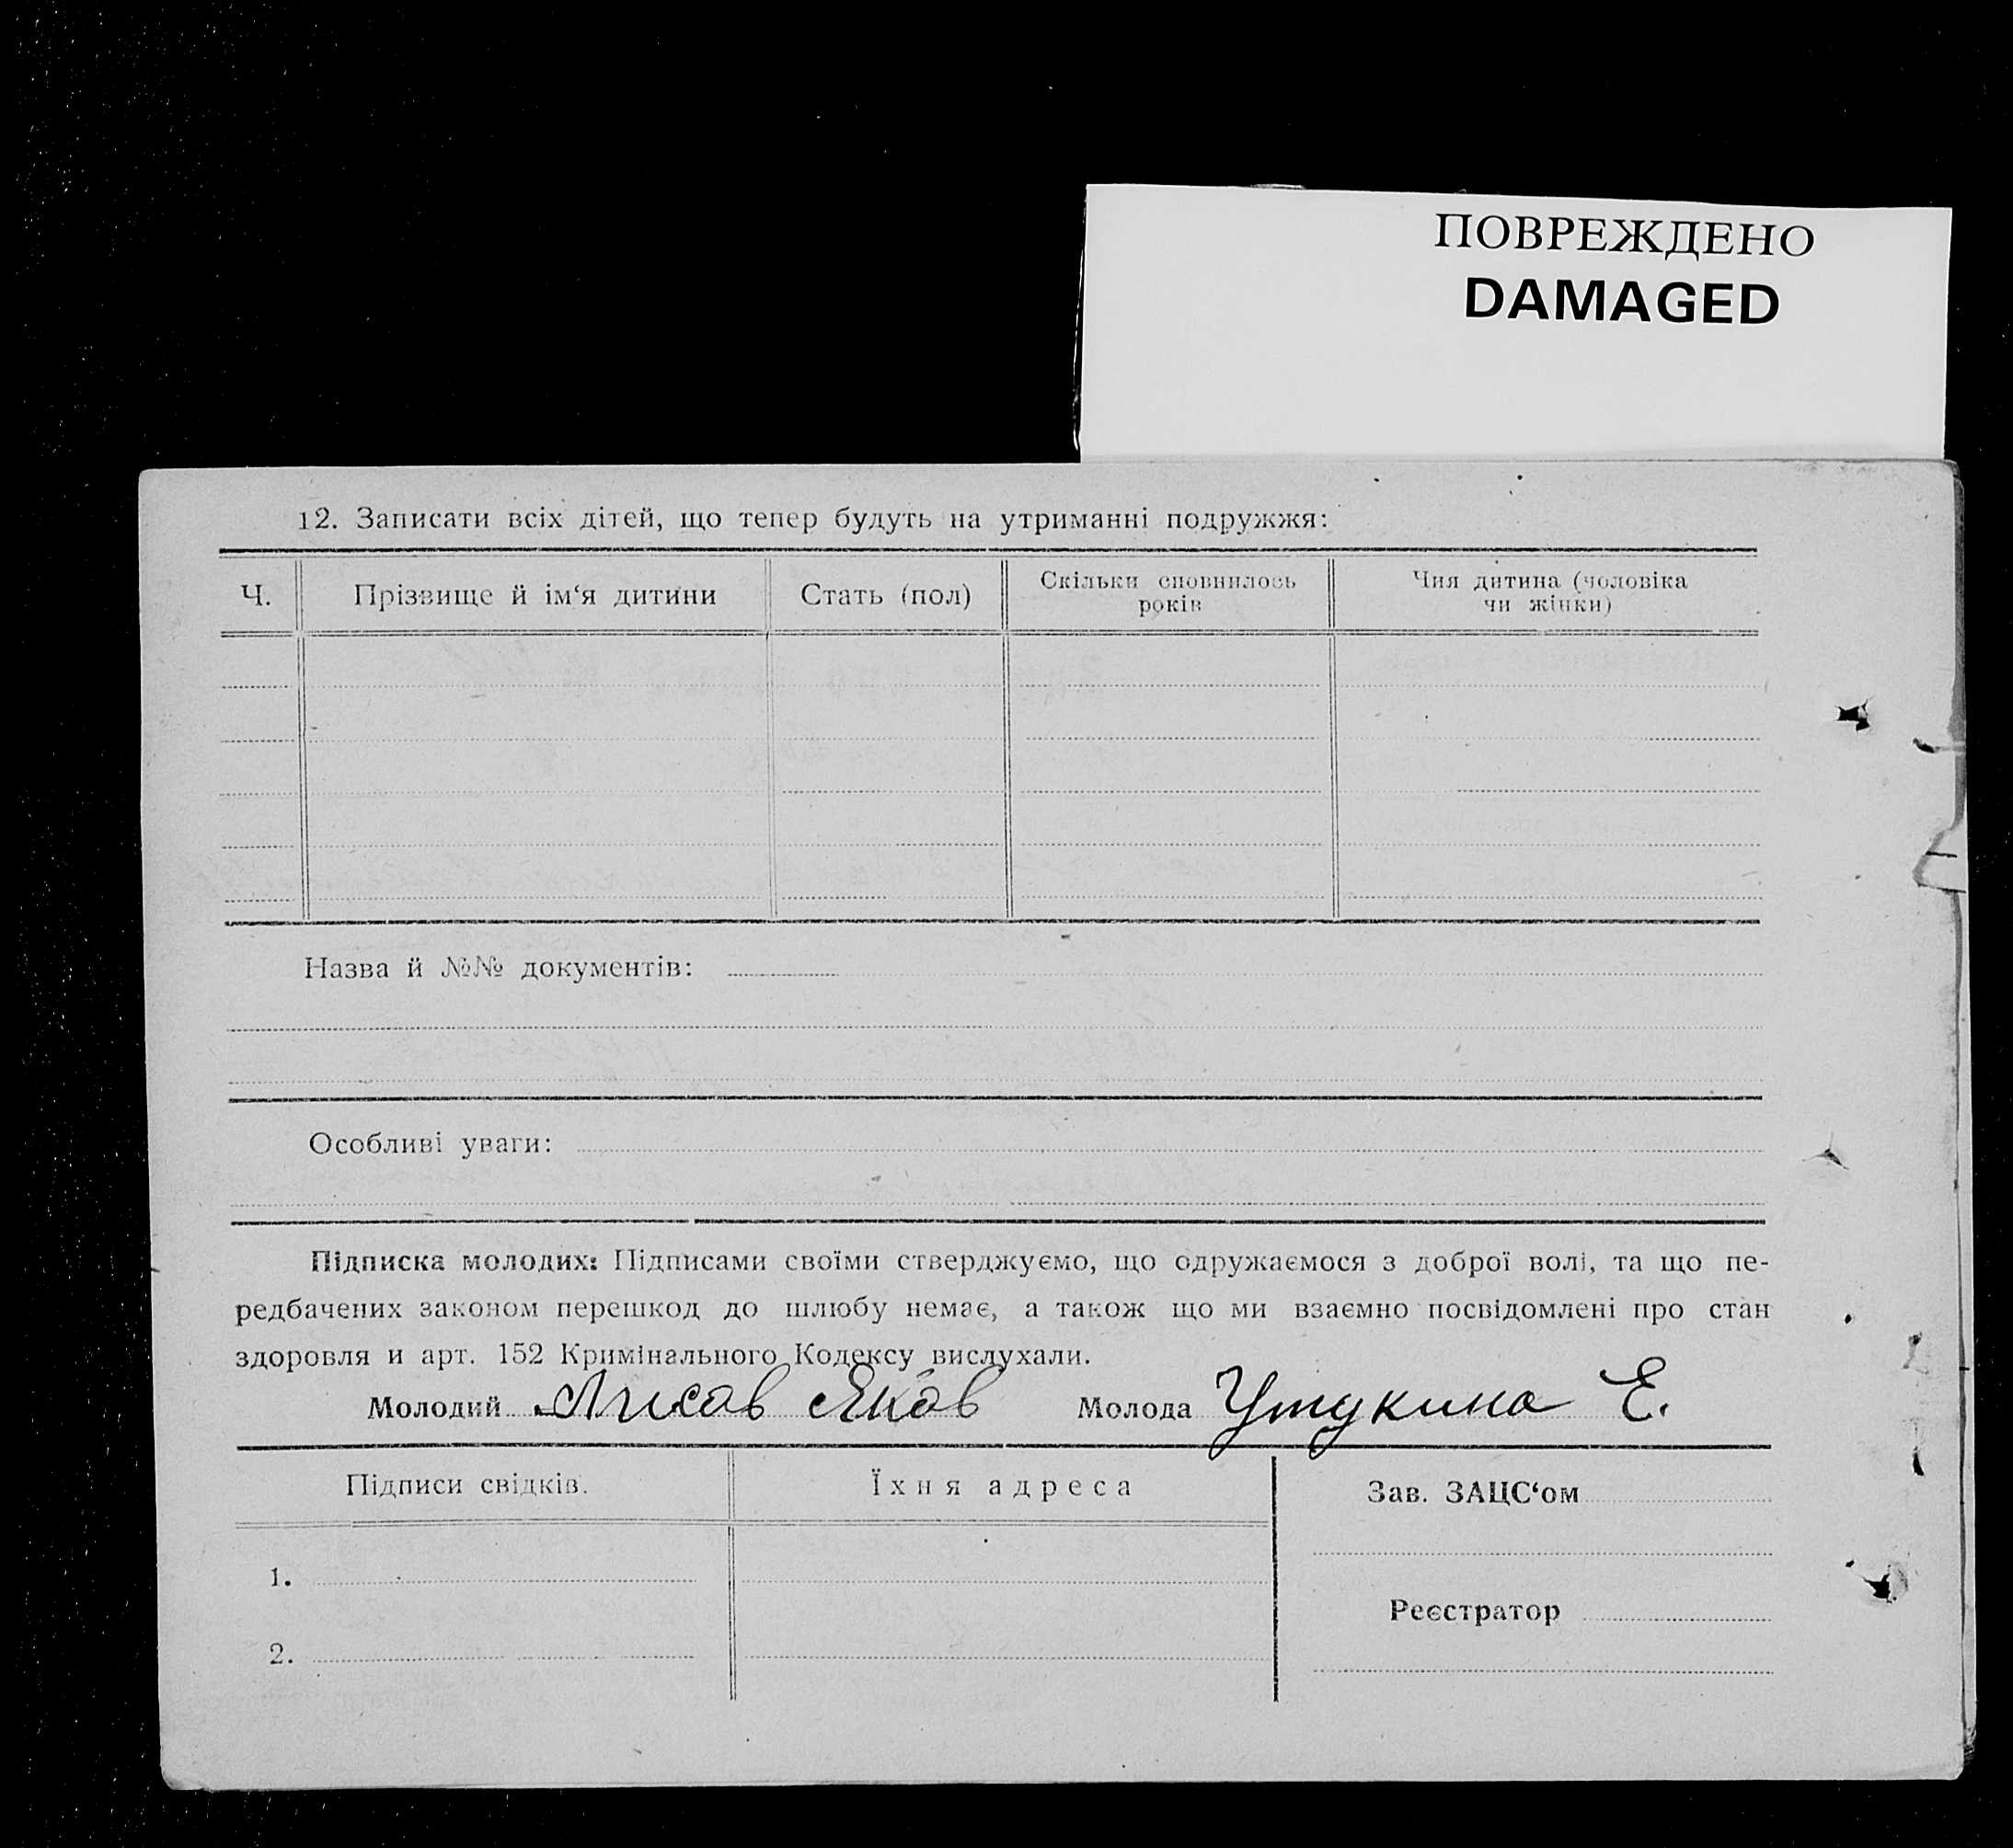 ПОВРЕЖДЕНО
DAMAGED
12. Записати всіх дітей, що тепер будуть на утриманні подружжя:
Ч. Прізвище й ім‘я дитини Стать (пол) Скільки сповнилось років Чия дитина (чоловіка чи жінки)
Назва й №№ документів:
Особливі уваги:
Підписка молодих: Підписами своїми стверджуємо, що одружаємося з доброї волі, та що пе-
редбачених законом перешкод до шлюбу немає, а також що ми взаємно посвідомлені про стан
здоровля и арт. 152 Кримінального Кодексу вислухали.
Молодий Лисов Яков Молода Утукина Е.
Підписи свідків. Їхня адреса Зав. ЗАЦС‘ом
1.
Реєстратор
2.